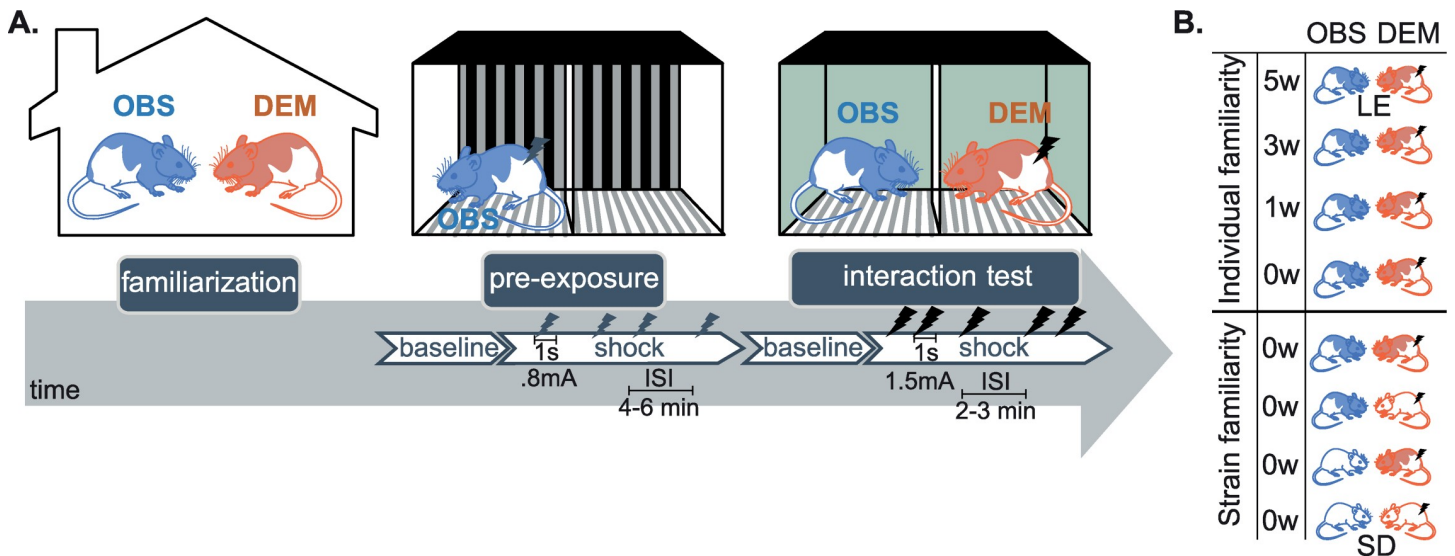 A.
OBS
DEM
OBS
OBS
DEM
familiarization
pre-exposure
interaction test
baseline
1s
shock
baseline
1s
shock
time
.8mA
ISI
4-6 min
1.5mA
ISI
2-3 min
B.
OBS DEM
Individual familiarity
5w
LE
3w
1w
0w
Strain familiarity
0w
0w
0w
0w
SD